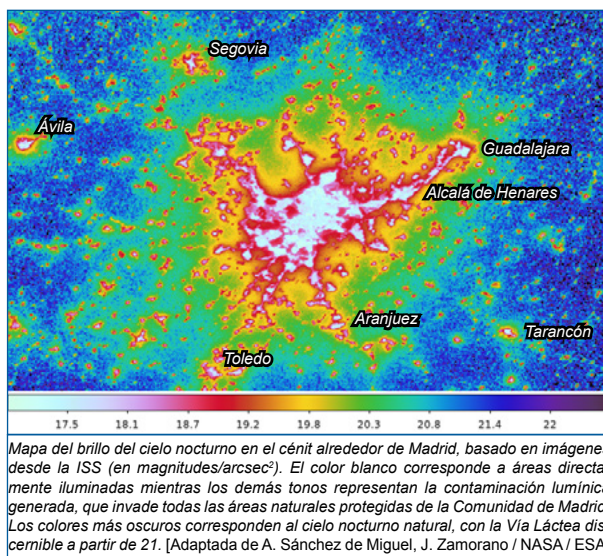 Segovia
Ávila
Guadalajara
Alcalá de Henares
Aranjuez
Tarancón
Toledo
17.5 18.1 18.7 19.2 19.8 20.3 20.8 21.4 22
Mapa del brillo del cielo nocturno en el cénit alrededor de Madrid, basado en imágenes
desde la ISS (en magnitudes/arcsec²). El color blanco corresponde a áreas directa-
mente iluminadas mientras los demás tonos representan la contaminación lumínica
generada, que invade todas las áreas naturales protegidas de la Comunidad de Madrid.
Los colores más oscuros corresponden al cielo nocturno natural, con la Vía Láctea dis-
cernible a partir de 21. [Adaptada de A. Sánchez de Miguel, J. Zamorano / NASA / ESA